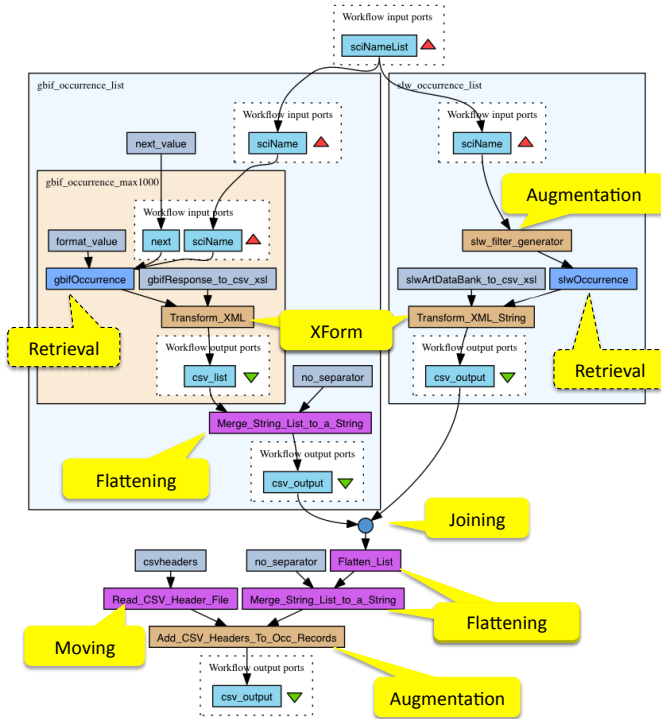 Workflow input ports
sciNameList
gbif_occurrence_list
slw_occurrence_list
Workflow input ports
sciName
Workflow input ports
sciName
next_value
Augmentation
gbif_occurrence_max1000
Workflow input ports
format_value
next
sciName
slw_filter_generator
gbifOccurrence
gbifResponse_to_csv_xsl
slwArtDataBank_to_csv_xsl
slwOccurrence
Transform_XML
XForm
Transform_XML_String
Retrieval
Workflow output ports
Workflow output ports
Retrieval
csv_list
no_separator
csv_output
Merge_String_List_to_a_String
Workflow output ports
Flattening
csv_output
Joining
csvheaders
no_separator
Flatten_List
Read_CSV_Header_File
Merge_String_List_to_a_String
Flattening
Moving
Add_CSV_Headers_To_Occ_Records
Workflow output ports
csv_output
Augmentation